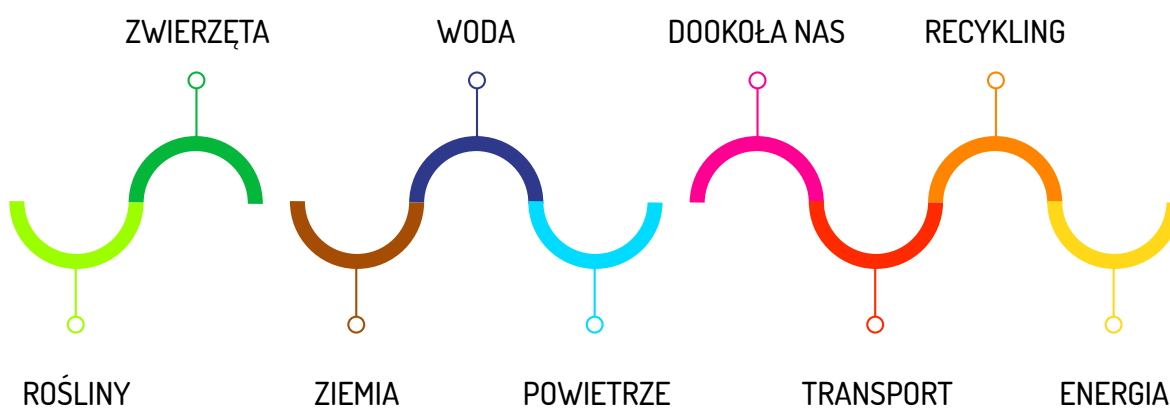 ZWIERZĘTA
WODA
DOOKOŁA NAS
RECYKLING
ROŚLINY
ZIEMIA
POWIETRZE
TRANSPORT
ENERGIA